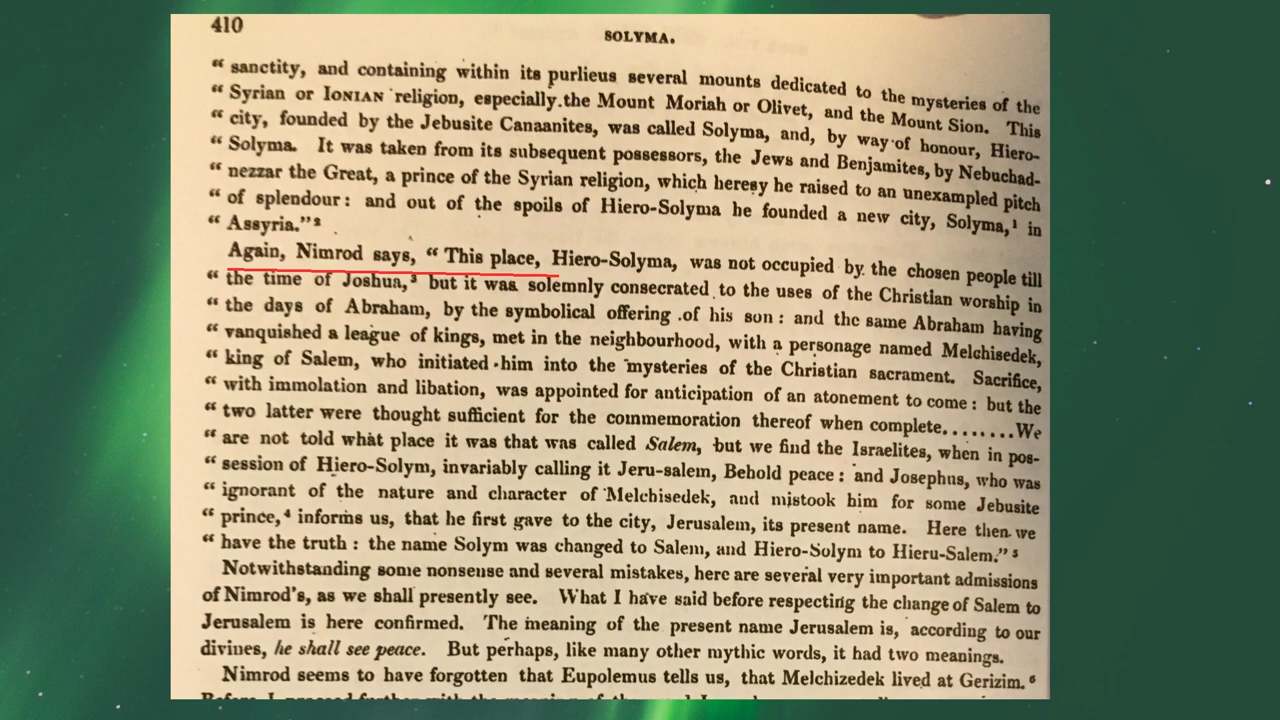 410
SOLYMA.
“ sanctity, and containing within its purlieus several mounts dedicated to the mysteries of the
“ Syrian or IONIAN religion, especially the Mount Moriah or Olivet, and the Mount Sion. This
“ city, founded by the Jebusite Canaanites, was called Solyma, and, by way of honour, Hiero-
“ Solyma. It was taken from its subsequent possessors, the Jews and Benjamites, by Nebuchad-
“ nezzar the Great, a prince of the Syrian religion, which heresy he raised to an unexampled pitch
“ of splendour: and out of the spoils of Hiero-Solyma he founded a new city, Solyma,¹ in
“ Assyria.”²
Again, Nimrod says, “ This place, Hiero-Solyma, was not occupied by the chosen people till
“ the time of Joshua,³ but it was solemnly consecrated to the uses of the Christian worship in
“ the days of Abraham, by the symbolical offering of his son: and the same Abraham having
“ vanquished a league of kings, met in the neighbourhood, with a personage named Melchisedek,
“ king of Salem, who initiated him into the mysteries of the Christian sacrament. Sacrifice,
“ with immolation and libation, was appointed for anticipation of an atonement to come: but the
“ two latter were thought sufficient for the commemoration thereof when complete........We
“ are not told what place it was that was called Salem, but we find the Israelites, when in pos-
“ session of Hiero-Solym, invariably calling it Jeru-salem, Behold peace: and Josephus, who was
“ ignorant of the nature and character of Melchisedek, and mistook him for some Jebusite
“ prince,⁴ informs us, that he first gave to the city, Jerusalem, its present name. Here then we
“ have the truth: the name Solym was changed to Salem, and Hiero-Solym to Hieru-Salem.”⁵
Notwithstanding some nonsense and several mistakes, here are several very important admissions
of Nimrod's, as we shall presently see. What I have said before respecting the change of Salem to
Jerusalem is here confirmed. The meaning of the present name Jerusalem is, according to our
divines, he shall see peace. But perhaps, like many other mythic words, it had two meanings.
Nimrod seems to have forgotten that Eupolemus tells us, that Melchizedek lived at Gerizim.⁶